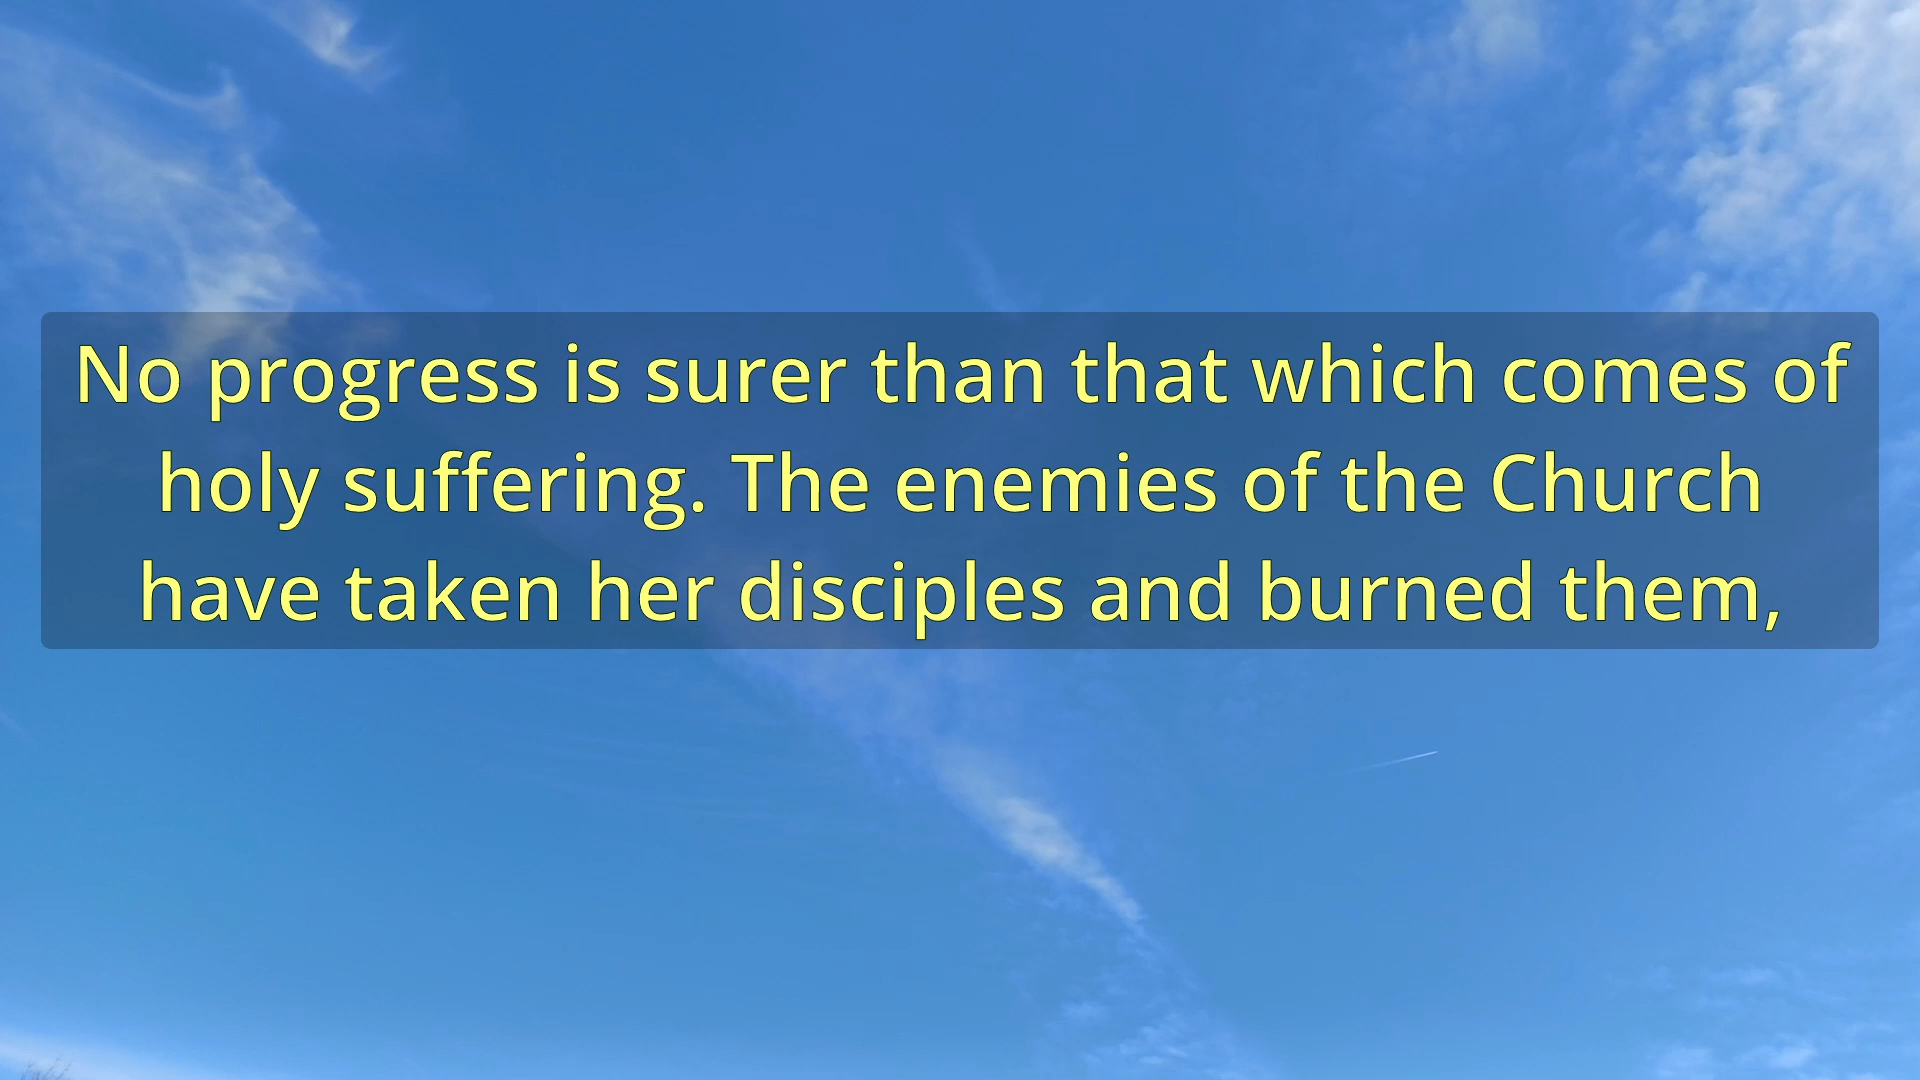 No progress is surer than that which comes of
holy suffering. The enemies of the Church
have taken her disciples and burned them,